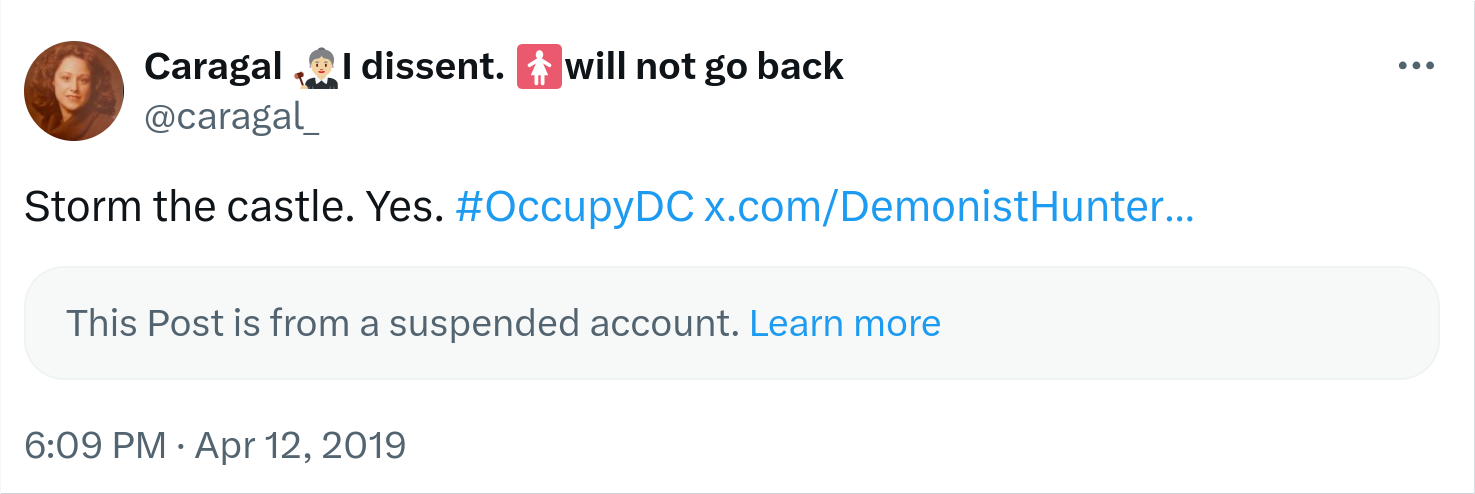 Caragal 👩🏻‍⚖️I dissent. 🚺will not go back
@caragal_
Storm the castle. Yes. #OccupyDC x.com/DemonistHunter…
This Post is from a suspended account. Learn more
6:09 PM · Apr 12, 2019